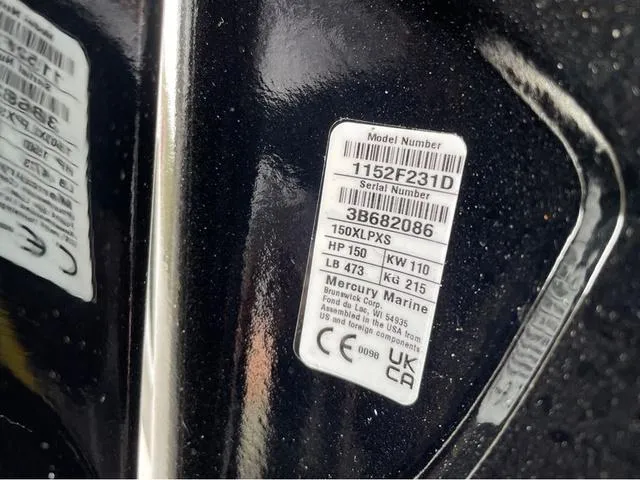 Model Number
1152F231D
Serial Number
3B682086
150XLPXS
HP 150 KW 110
LB 473 KG 215
Mercury Marine
Brunswick Corp.
Fond du Lac, WI 54935
Assembled in the USA from
US and foreign components
CE 0098 UK
CA